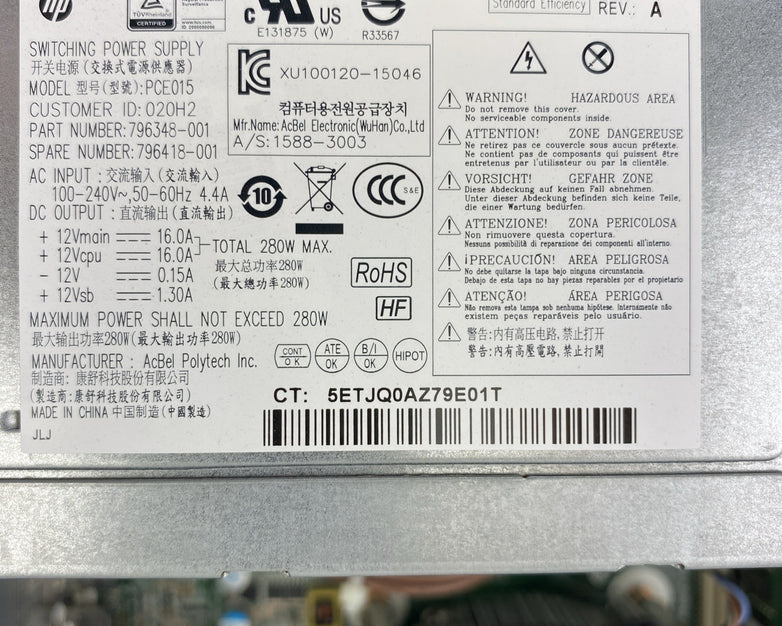 hp
TÜVRheinland
CERTIFIED
c US
E131875 (W)
R33567
Standard Efficiency
REV.: A
SWITCHING POWER SUPPLY
开关电源 (交換式電源供應器)
MODEL 型号(型號):PCE015
CUSTOMER ID: 020H2
PART NUMBER:796348-001
SPARE NUMBER:796418-001
XU100120-15046
컴퓨터용전원공급장치
Mfr.Name: AcBel Electronic(WuHan)Co.,Ltd
A/S:1588-3003
AC INPUT : 交流输入 (交流輸入)
100-240V~,50-60Hz 4.4A
DC OUTPUT : 直流输出 (直流輸出)
10
CCC S&E
+ 12Vmain 16.0A
+ 12Vcpu 16.0A
- 12V 0.15A
+ 12Vsb 1.30A
TOTAL 280W MAX.
最大总功率280W
(最大總功率280W)
RoHS
HF
MAXIMUM POWER SHALL NOT EXCEED 280W
最大输出功率280W(最大輸出功率280W)
MANUFACTURER : AcBel Polytech Inc.
制造商: 康舒科技股份有限公司
(製造商: 康舒科技股份有限公司)
MADE IN CHINA 中国制造 (中國製造)
JLJ
CONT OK
ATE OK
B/I OK
HIPOT
CT: 5ETJQ0AZ79E01T
WARNING! HAZARDOUS AREA
Do not remove this cover.
No serviceable components inside.
ATTENTION! ZONE DANGEREUSE
Ne retirez pas ce couvercle sous aucun prétexte.
Ne contient pas de composants qui puissent être
entretenus par l'utilisateur ou par la clientèle.
VORSICHT! GEFAHR ZONE
Diese Abdeckung auf keinen Fall abnehmen.
Unter dieser Abdeckung befinden sich keine Teile,
die einer Wartung bedürfen.
ATTENZIONE! ZONA PERICOLOSA
Non rimuovere questa copertura.
Nessuna possibilità di reparazione dei componenti all'interno.
¡PRECAUCIÓN! AREA PELIGROSA
No debe quitarse la tapa bajo ninguna circunstancia.
Debajo de esta tapa no hay piezas reparables por el propietario
ATENÇÃO! ÁREA PERIGOSA
Não remova esta tampa sob nenhuma hipótese. Internamente não
existem peças reparáveis pelo usuário.
警告:内有高压电路,禁止打开
警告:內有高壓電路,禁止打開